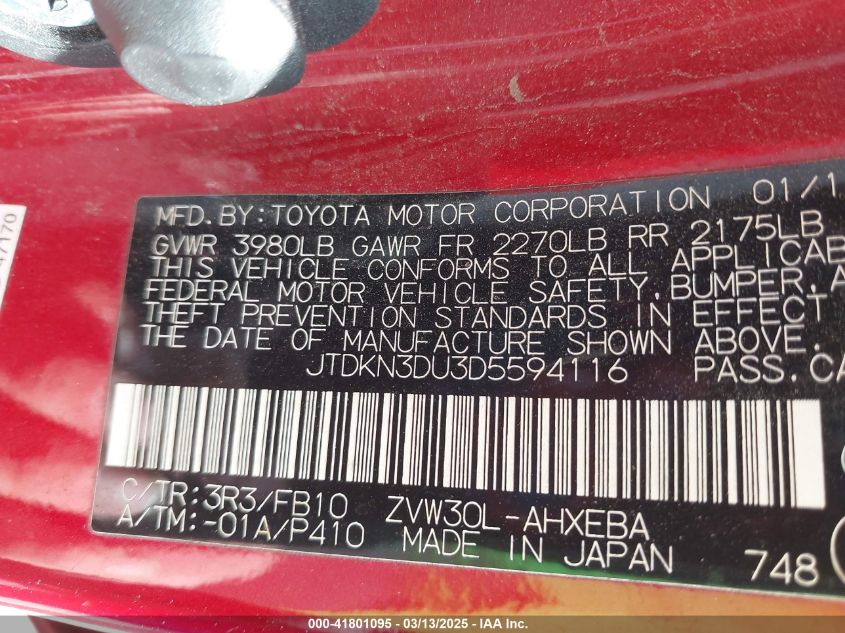 MFD.BY:TOYOTA MOTOR CORPORATION 01/1
GVWR 3980LB GAWR FR 2270LB RR 2175LB
THIS VEHICLE CONFORMS TO ALL APPLICAB
FEDERAL MOTOR VEHICLE SAFETY,BUMPER,A
THEFT PREVENTION STANDARDS IN EFFECT
THE DATE OF MANUFACTURE SHOWN ABOVE.
JTDKN3DU3D5594116 PASS.CA
C/TR:3R3/FB10 ZVW30L-AHXEBA
A/TM:-01A/P410 MADE IN JAPAN 748
47170
000-41801095 | 03/13/2025 — IAA, LLC